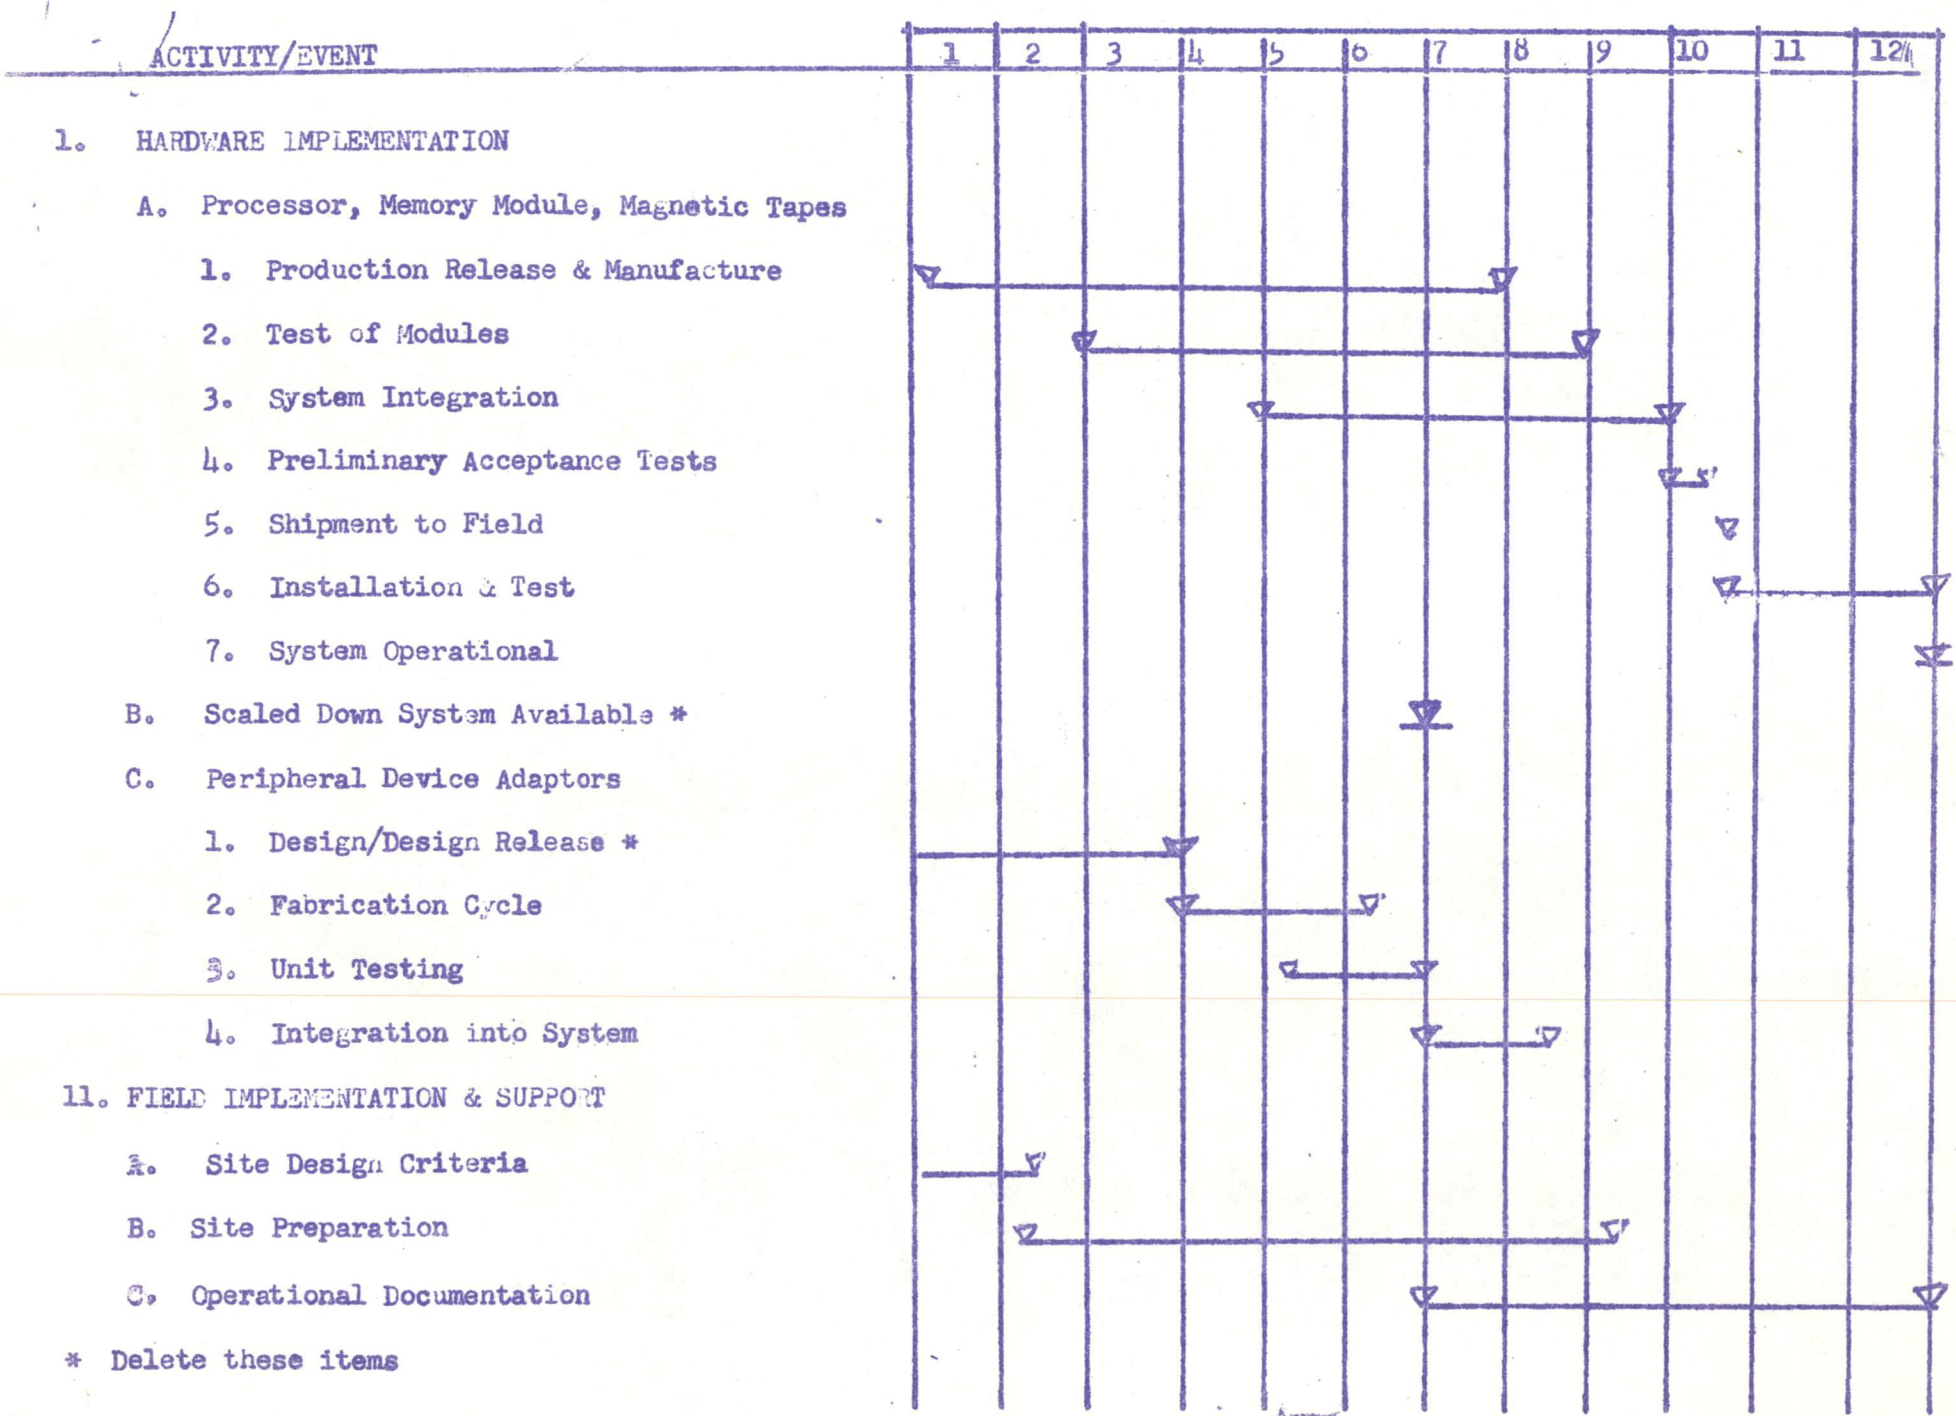 ACTIVITY/EVENT 1 2 3 4 5 6 7 8 9 10 11 12
1. HARDWARE 1MPLEMENTATION
A. Processor, Memory Module, Magnetic Tapes
1. Production Release & Manufacture
2. Test of Modules
3. System Integration
4. Preliminary Acceptance Tests
5. Shipment to Field
6. Installation & Test
7. System Operational
B. Scaled Down System Available *
C. Peripheral Device Adaptors
1. Design/Design Release *
2. Fabrication Cycle
3. Unit Testing
4. Integration into System
11. FIELD IMPLEMENTATION & SUPPORT
A. Site Design Criteria
B. Site Preparation
C. Operational Documentation
* Delete these items